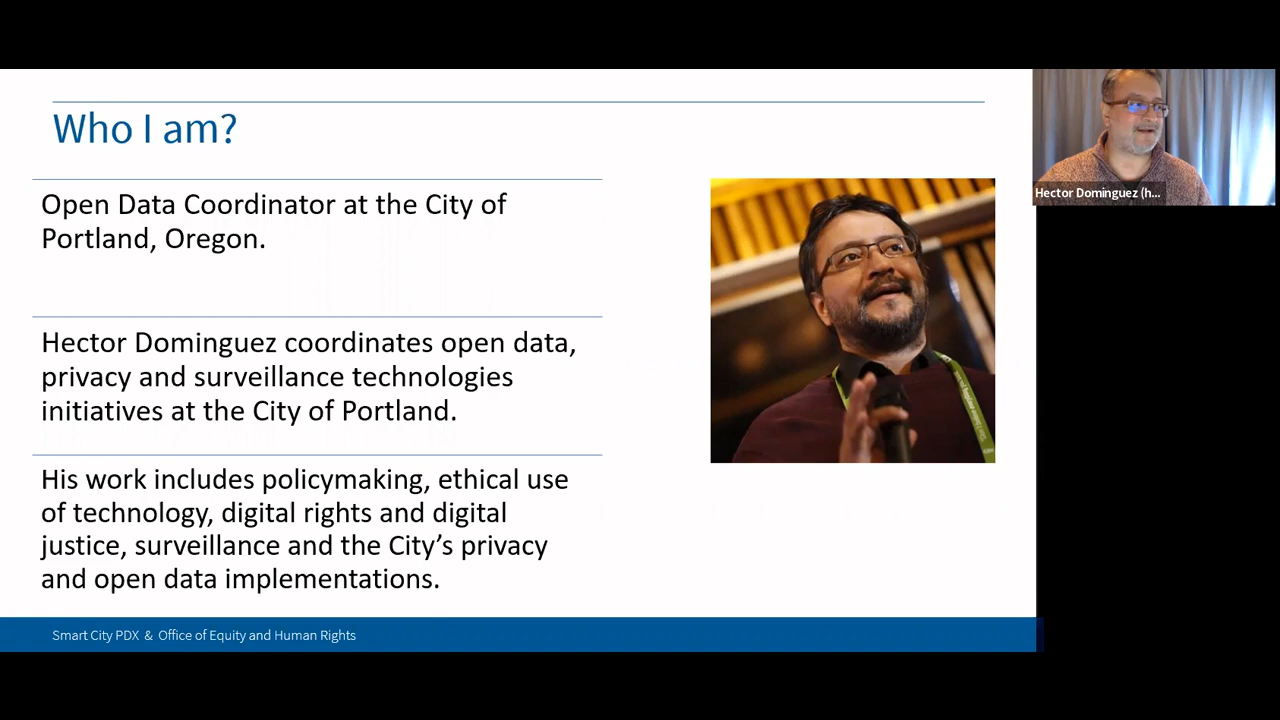 Who I am?
Open Data Coordinator at the City of
Portland, Oregon.
Hector Dominguez coordinates open data,
privacy and surveillance technologies
initiatives at the City of Portland.
His work includes policymaking, ethical use
of technology, digital rights and digital
justice, surveillance and the City’s privacy
and open data implementations.
Smart City PDX & Office of Equity and Human Rights
Hector Dominguez (h...